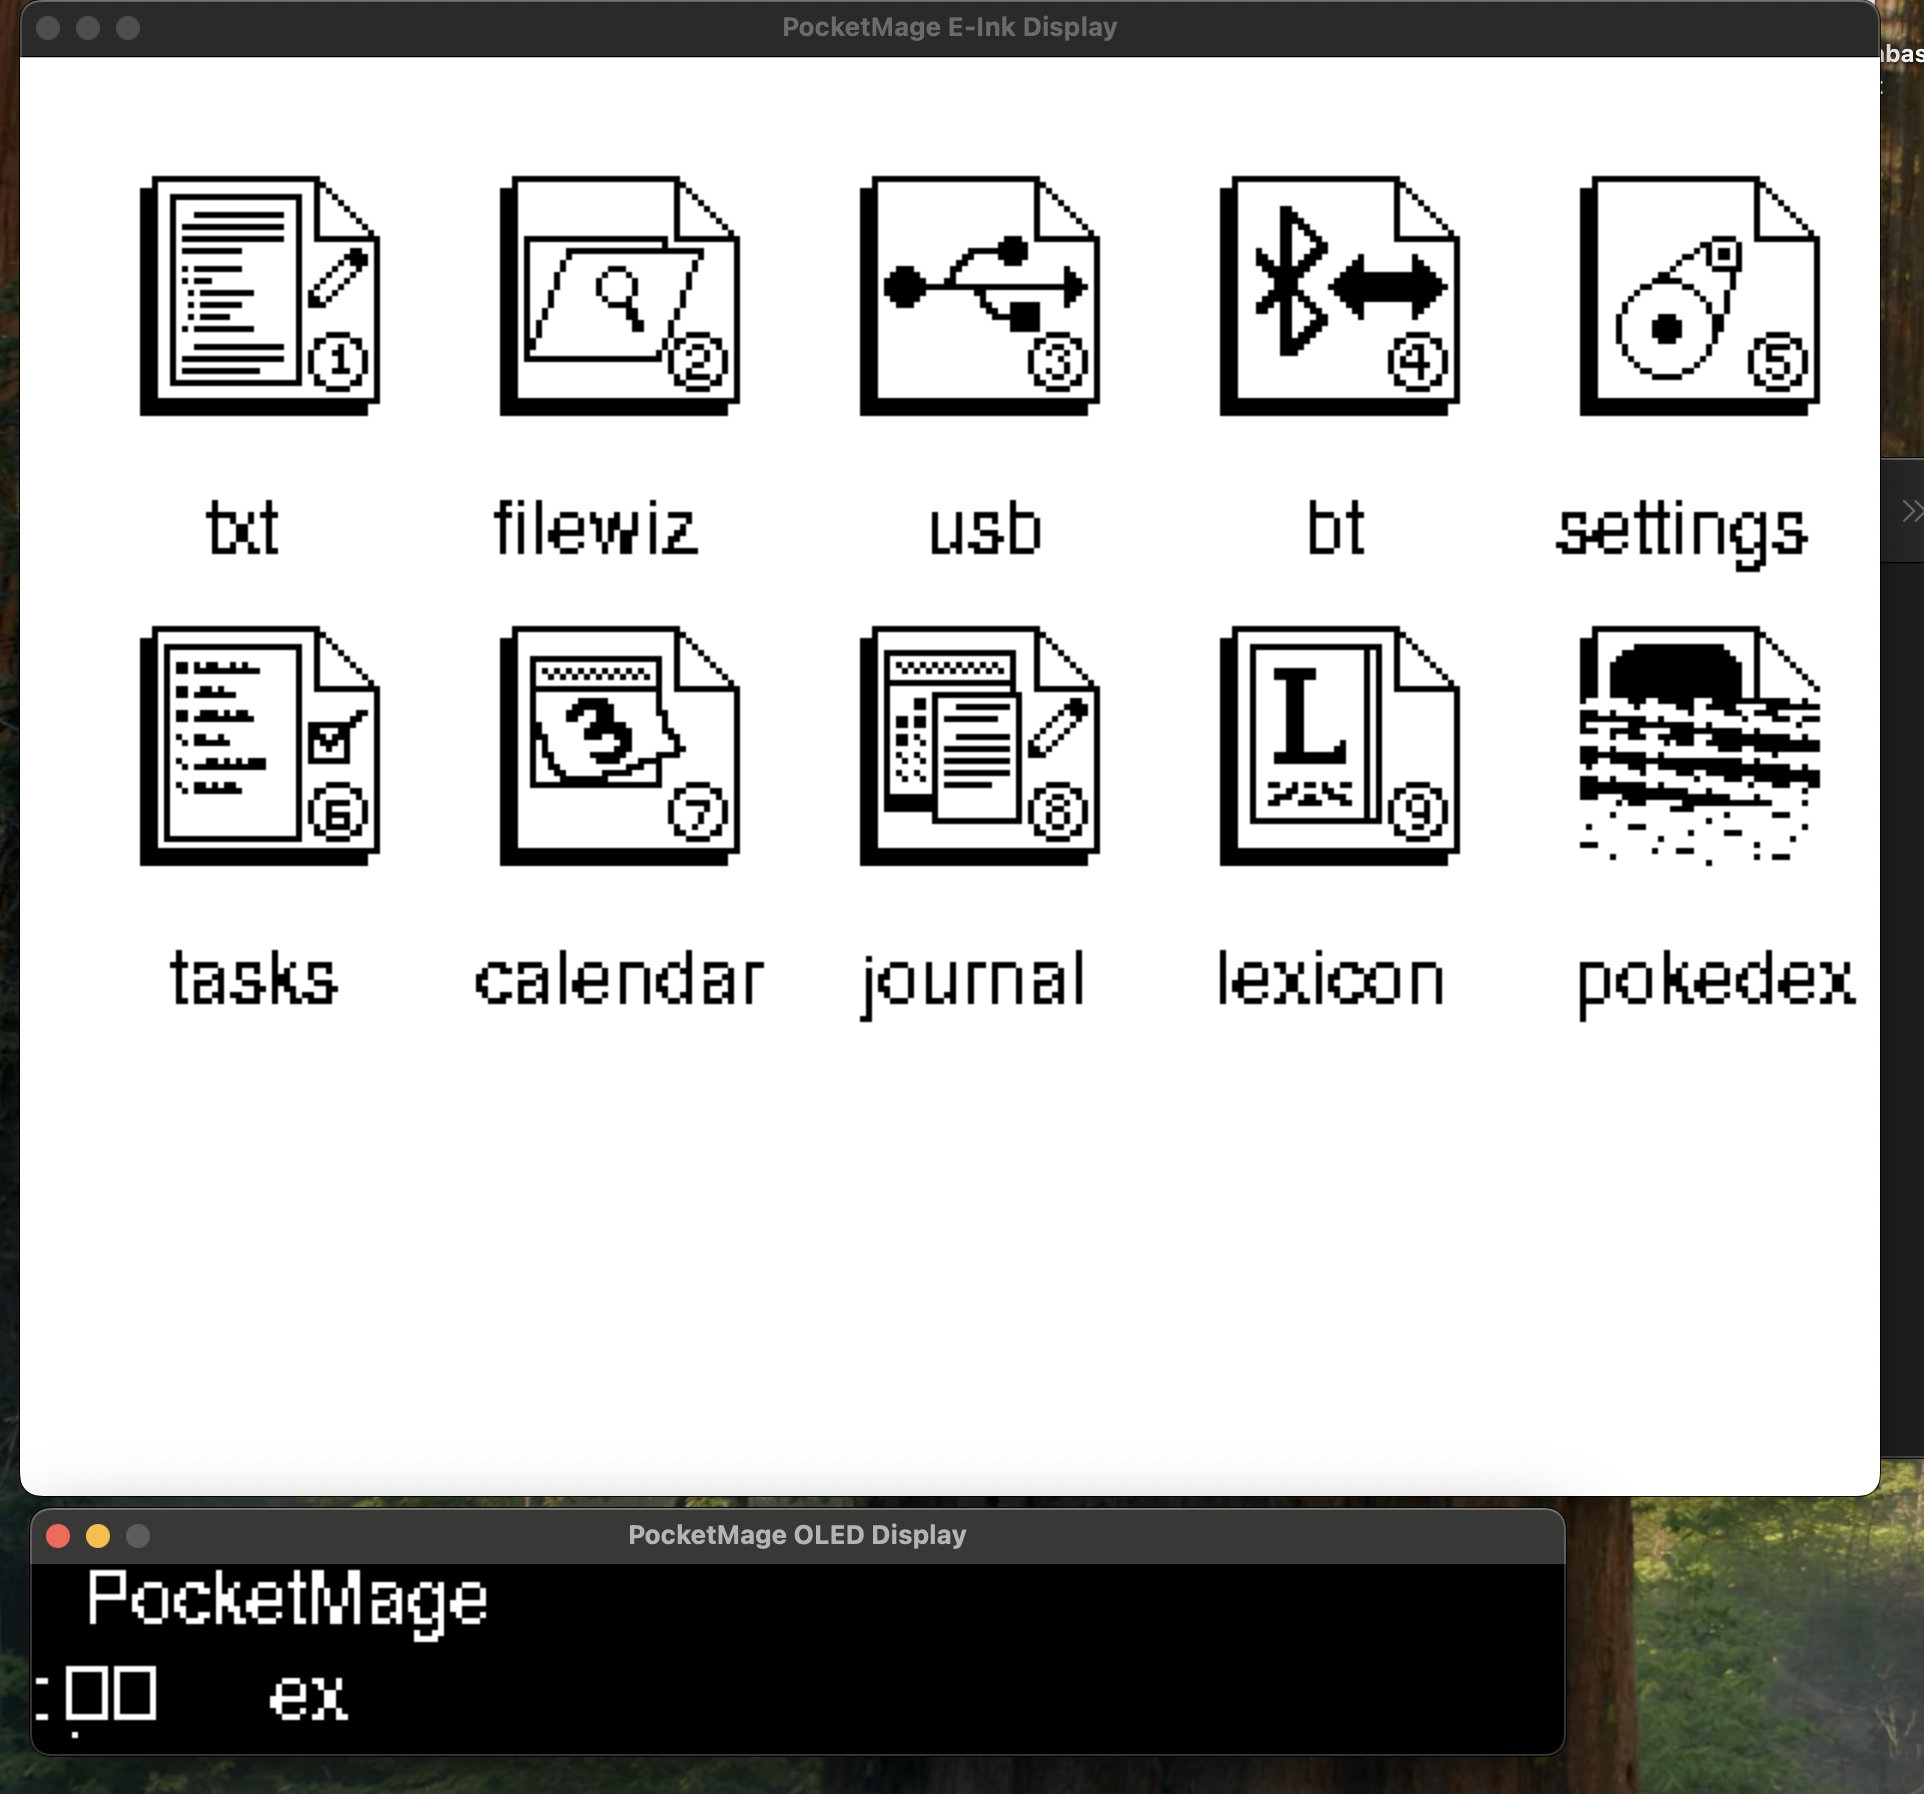 PocketMage E-Ink Display
abas
1 2 3 4 5
txt filewiz usb bt settings
3 L
6 7 8 9
tasks calendar journal lexicon pokedex
PocketMage OLED Display
PocketMage
ex